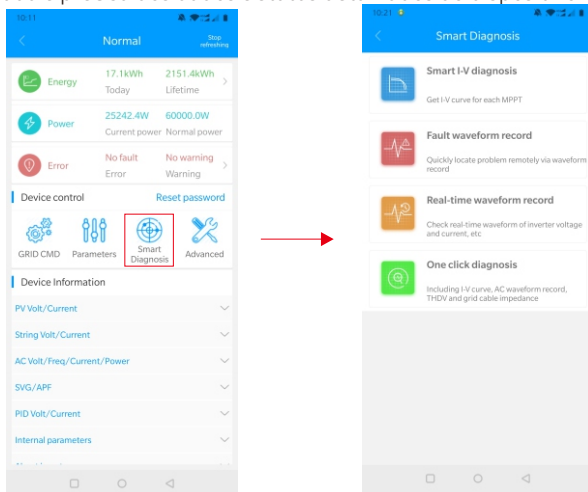 10:11
Normal
Stop
refreshing
Energy
17.1kWh
2151.4kWh
Today
Lifetime
Power
25242.4W
60000.0W
Current power
Normal power
Error
No fault
No warning
Error
Warning
Device control
Reset password
GRID CMD
Parameters
Smart
Diagnosis
Advanced
Device Information
PV Volt/Current
String Volt/Current
AC Volt/Freq/Current/Power
SVG/APF
PID Volt/Current
Internal parameters
10:21
Smart Diagnosis
Smart I-V diagnosis
Get I-V curve for each MPPT
Fault waveform record
Quickly locate problem remotely via waveform
record
Real-time waveform record
Check real-time waveform of inverter voltage
and current, etc
One click diagnosis
Including I-V curve, AC waveform record,
THDV and grid cable impedance